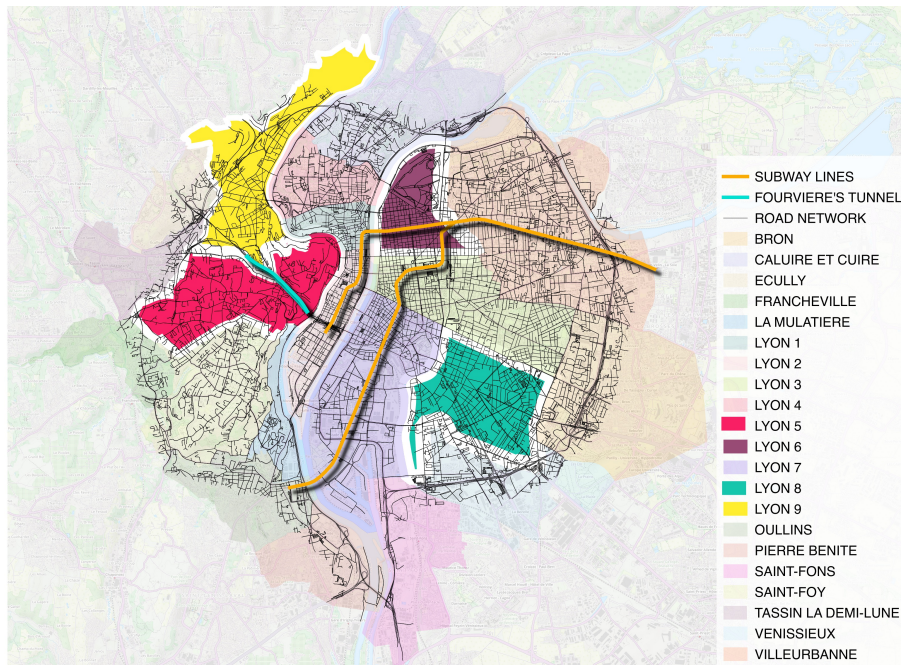 SUBWAY LINES
FOURVIERE'S TUNNEL
ROAD NETWORK
BRON
CALUIRE ET CUIRE
ECULLY
FRANCHEVILLE
LA MULATIERE
LYON 1
LYON 2
LYON 3
LYON 4
LYON 5
LYON 6
LYON 7
LYON 8
LYON 9
OULLINS
PIERRE BENITE
SAINT-FONS
SAINT-FOY
TASSIN LA DEMI-LUNE
VENISSIEUX
VILLEURBANNE